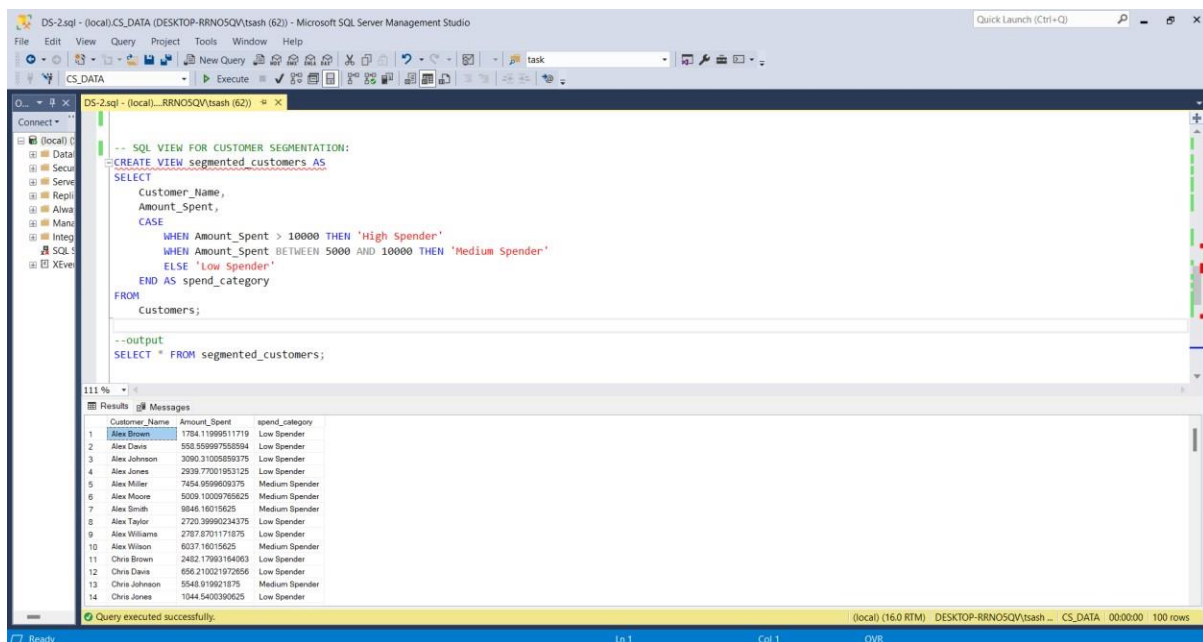 DS-2.sql - (local).CS_DATA (DESKTOP-RRNO5QV\tsash (62)) - Microsoft SQL Server Management Studio
Quick Launch (Ctrl+Q)
File Edit View Query Project Tools Window Help
New Query task
CS_DATA Execute
O... DS-2.sql - (local)....RRNO5QV\tsash (62))
Connect
(local) (
Datal
Secur
Serve
Repli
Alwa
Mana
Integ
SQL S
XEve
-- SQL VIEW FOR CUSTOMER SEGMENTATION:
CREATE VIEW segmented_customers AS
SELECT
Customer_Name,
Amount_Spent,
CASE
WHEN Amount_Spent > 10000 THEN 'High Spender'
WHEN Amount_Spent BETWEEN 5000 AND 10000 THEN 'Medium Spender'
ELSE 'Low Spender'
END AS spend_category
FROM
Customers;
--output
SELECT * FROM segmented_customers;
111 %
Results Messages
Customer_Name Amount_Spent spend_category
1 Alex Brown 1784.11999511719 Low Spender
2 Alex Davis 558.559997558594 Low Spender
3 Alex Johnson 3090.31005859375 Low Spender
4 Alex Jones 2939.77001953125 Low Spender
5 Alex Miller 7454.9599609375 Medium Spender
6 Alex Moore 5009.10009765625 Medium Spender
7 Alex Smith 9846.16015625 Medium Spender
8 Alex Taylor 2720.39990234375 Low Spender
9 Alex Williams 2787.8701171875 Low Spender
10 Alex Wilson 6037.16015625 Medium Spender
11 Chris Brown 2482.17993164063 Low Spender
12 Chris Davis 656.210021972656 Low Spender
13 Chris Johnson 5548.919921875 Medium Spender
14 Chris Jones 1044.5400390625 Low Spender
Query executed successfully. (local) (16.0 RTM) DESKTOP-RRNO5QV\tsash ... CS_DATA 00:00:00 100 rows
Ready Ln 1 Col 1 OVR